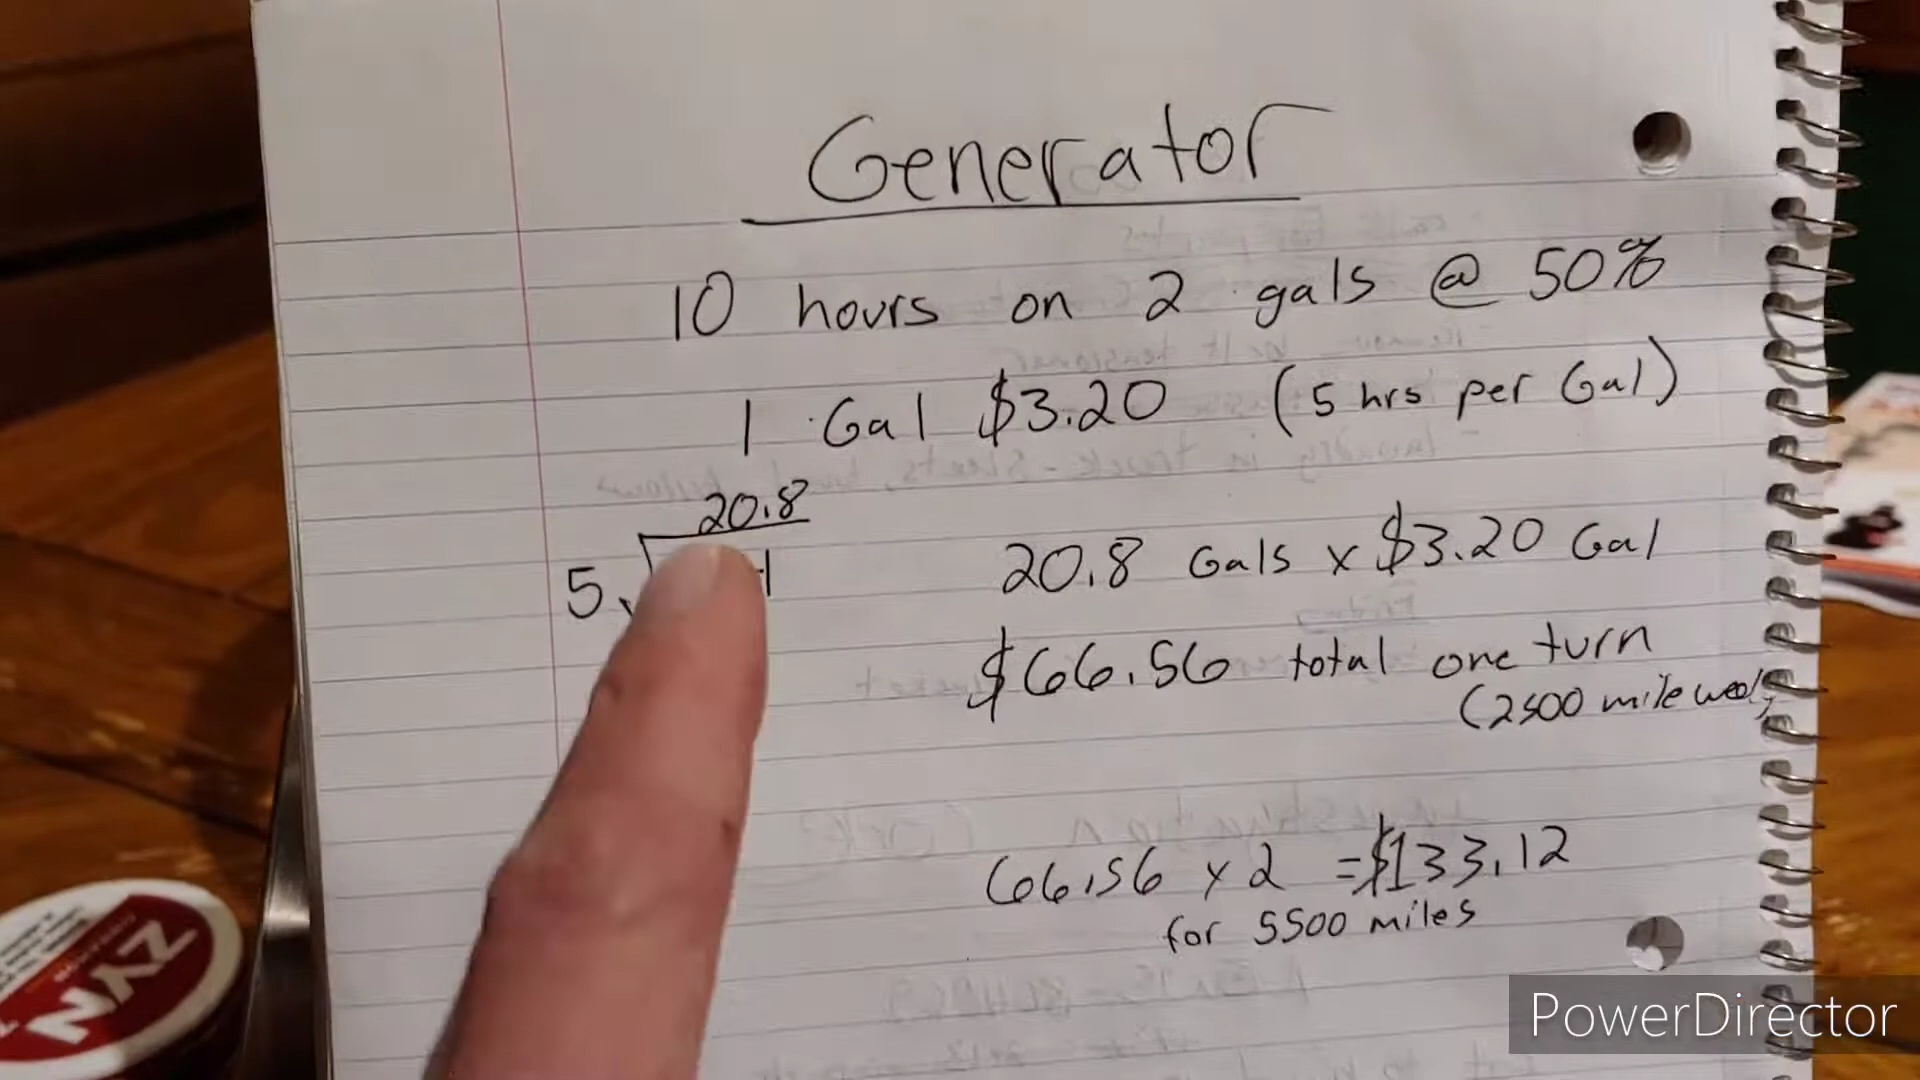 Generator
10 hours on 2 gals @ 50%
1 Gal $3.20 (5 hrs per Gal)
20.8
5
20.8 Gals x $3.20 Gal
$66.56 total one turn
(2500 mile
66.56 x 2 = $133.12
for 5500 miles
ZYN
PowerDirector